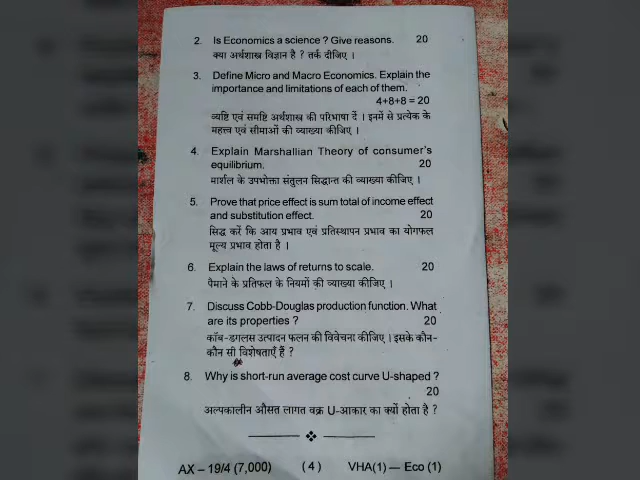 2. Is Economics a science ? Give reasons. 20
क्या अर्थशास्त्र विज्ञान है ? तर्क दीजिए ।
3. Define Micro and Macro Economics. Explain the
importance and limitations of each of them.
4+8+8 = 20
व्यष्टि एवं समष्टि अर्थशास्त्र की परिभाषा दें । इनमें से प्रत्येक के
महत्त्व एवं सीमाओं की व्याख्या कीजिए ।
4. Explain Marshallian Theory of consumer's
equilibrium. 20
मार्शल के उपभोक्ता संतुलन सिद्धान्त की व्याख्या कीजिए ।
5. Prove that price effect is sum total of income effect
and substitution effect. 20
सिद्ध करें कि आय प्रभाव एवं प्रतिस्थापन प्रभाव का योगफल
मूल्य प्रभाव होता है ।
6. Explain the laws of returns to scale. 20
पैमाने के प्रतिफल के नियमों की व्याख्या कीजिए ।
7. Discuss Cobb-Douglas production function. What
are its properties ? 20
कॉब-डगलस उत्पादन फलन की विवेचना कीजिए । इसके कौन-
कौन सी विशेषताएँ हैं ?
8. Why is short-run average cost curve U-shaped ?
20
अल्पकालीन औसत लागत वक्र U-आकार का क्यों होता है ?
AX – 19/4 (7,000) ( 4 ) VHA(1) — Eco (1)